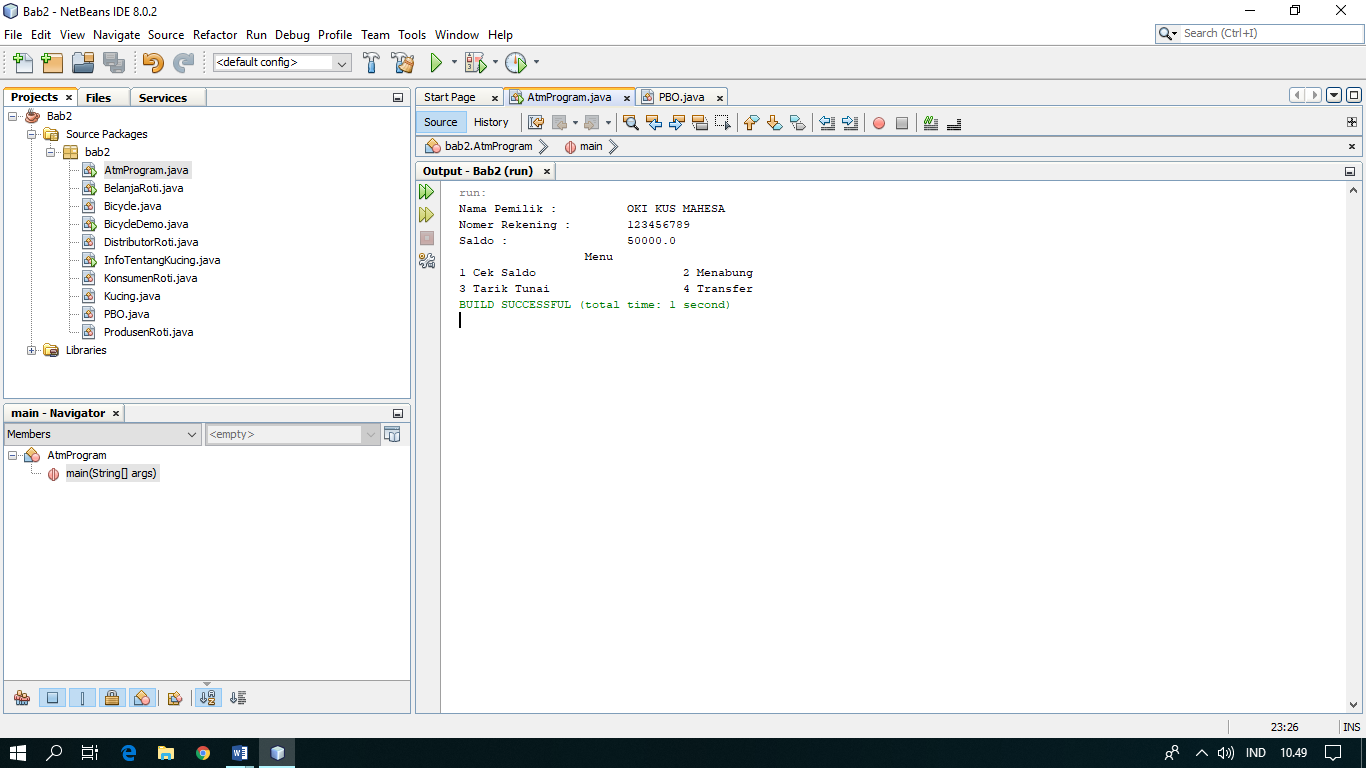 Bab2 - NetBeans IDE 8.0.2
File Edit View Navigate Source Refactor Run Debug Profile Team Tools Window Help
Search (Ctrl+I)
<default config>
Projects Files Services
Bab2
Source Packages
bab2
AtmProgram.java
BelanjaRoti.java
Bicycle.java
BicycleDemo.java
DistributorRoti.java
InfoTentangKucing.java
KonsumenRoti.java
Kucing.java
PBO.java
ProdusenRoti.java
Libraries
main - Navigator
Members <empty>
AtmProgram
main(String[] args)
Start Page AtmProgram.java PBO.java
Source History
bab2.AtmProgram main
Output - Bab2 (run)
run:
Nama Pemilik : OKI KUS MAHESA
Nomer Rekening : 123456789
Saldo : 50000.0
Menu
1 Cek Saldo 2 Menabung
3 Tarik Tunai 4 Transfer
BUILD SUCCESSFUL (total time: 1 second)
23:26 INS
IND 10.49